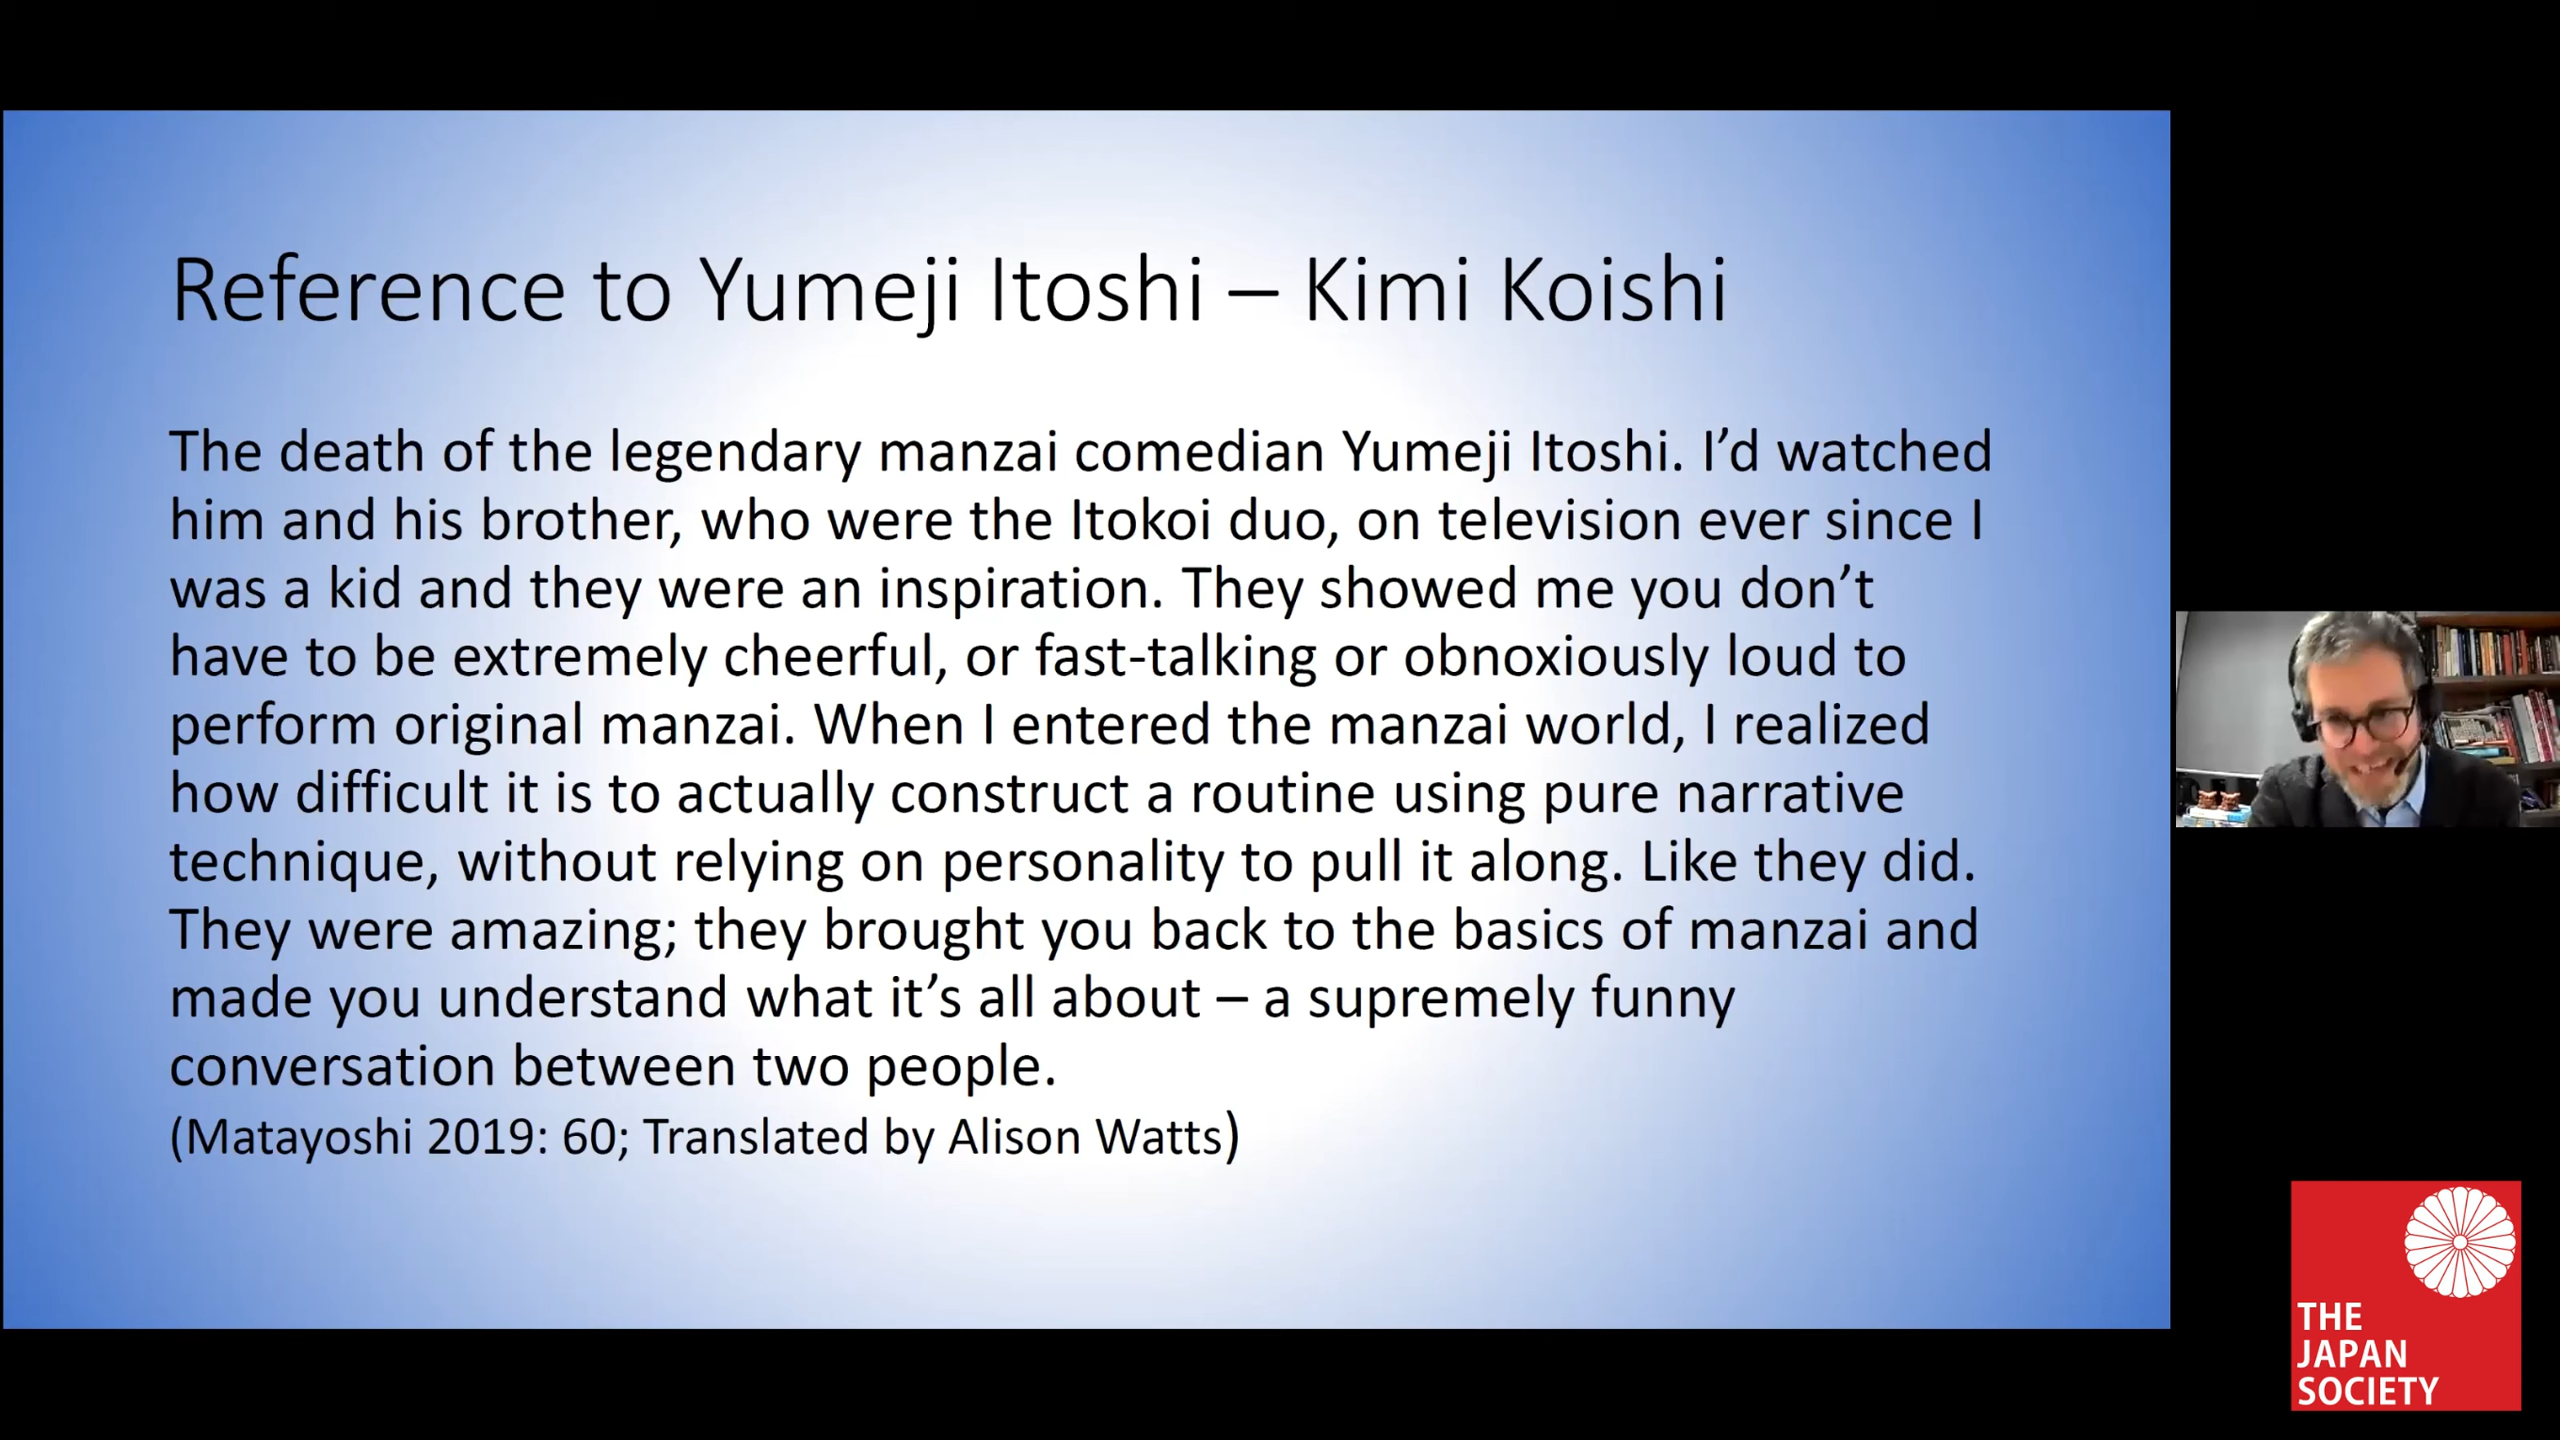 Reference to Yumeji Itoshi – Kimi Koishi
The death of the legendary manzai comedian Yumeji Itoshi. I’d watched
him and his brother, who were the Itokoi duo, on television ever since I
was a kid and they were an inspiration. They showed me you don’t
have to be extremely cheerful, or fast-talking or obnoxiously loud to
perform original manzai. When I entered the manzai world, I realized
how difficult it is to actually construct a routine using pure narrative
technique, without relying on personality to pull it along. Like they did.
They were amazing; they brought you back to the basics of manzai and
made you understand what it’s all about – a supremely funny
conversation between two people.
(Matayoshi 2019: 60; Translated by Alison Watts)
THE
JAPAN
SOCIETY